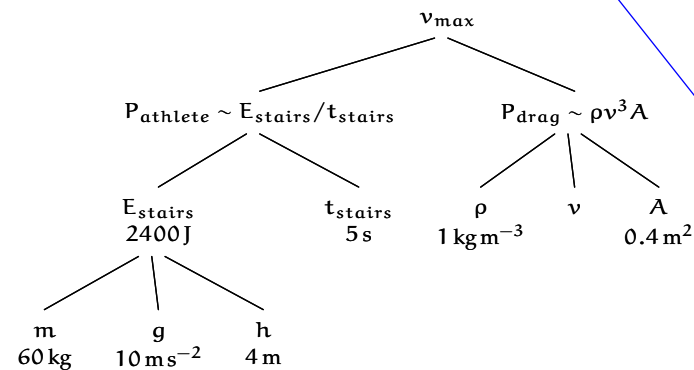 v_max
P_athlete ~ E_stairs/t_stairs
P_drag ~ ρv³A
E_stairs
2400 J
t_stairs
5 s
ρ
1 kg m⁻³
v
A
0.4 m²
m
60 kg
g
10 m s⁻²
h
4 m